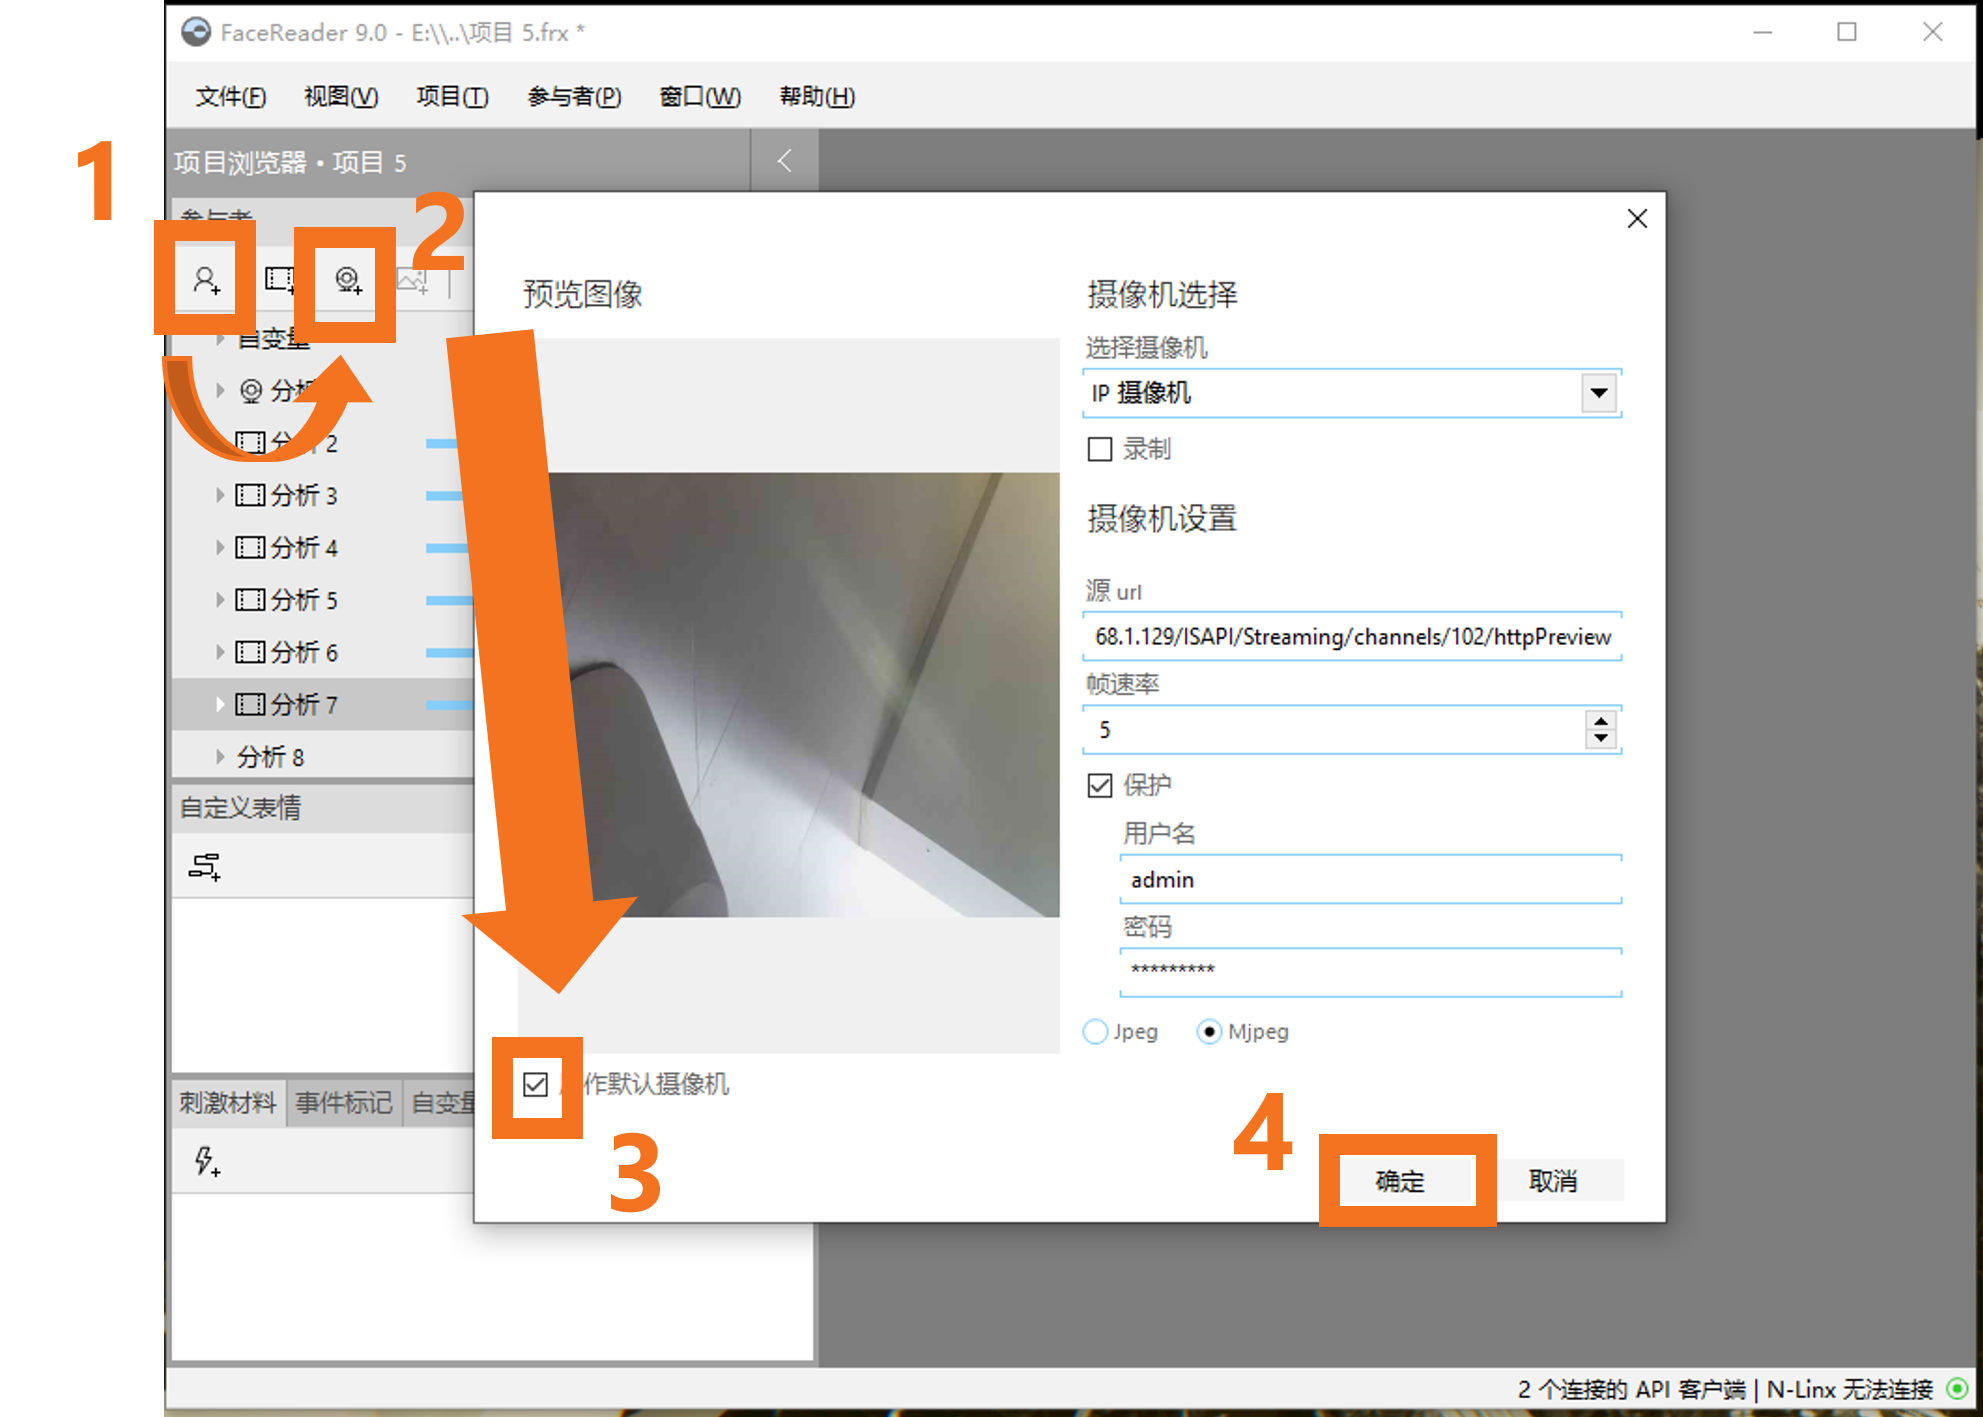 FaceReader 9.0 - E:\\..\项目 5.frx *
文件(F) 视图(V) 项目(T) 参与者(P) 窗口(W) 帮助(H)
1
项目浏览器 • 项目 5
参与者
2
自变量
分析
分析 2
分析 3
分析 4
分析 5
分析 6
分析 7
分析 8
自定义表情
刺激材料 事件标记 自变量
预览图像
作默认摄像机
3
摄像机选择
选择摄像机
IP 摄像机
录制
摄像机设置
源 url
68.1.129/ISAPI/Streaming/channels/102/httpPreview
帧速率
5
保护
用户名
admin
密码
*********
Jpeg Mjpeg
4
确定 取消
2 个连接的 API 客户端 | N-Linx 无法连接